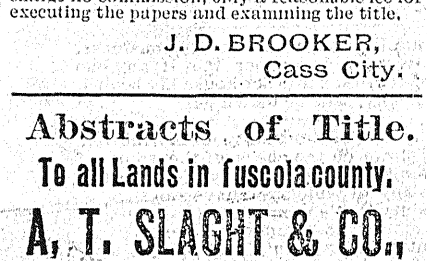 executing the papers and examining the title.
J. D. BROOKER,
Cass City.
Abstracts of Title.
To all Lands in Tuscola county.
A. T. SLAGHT & CO.,